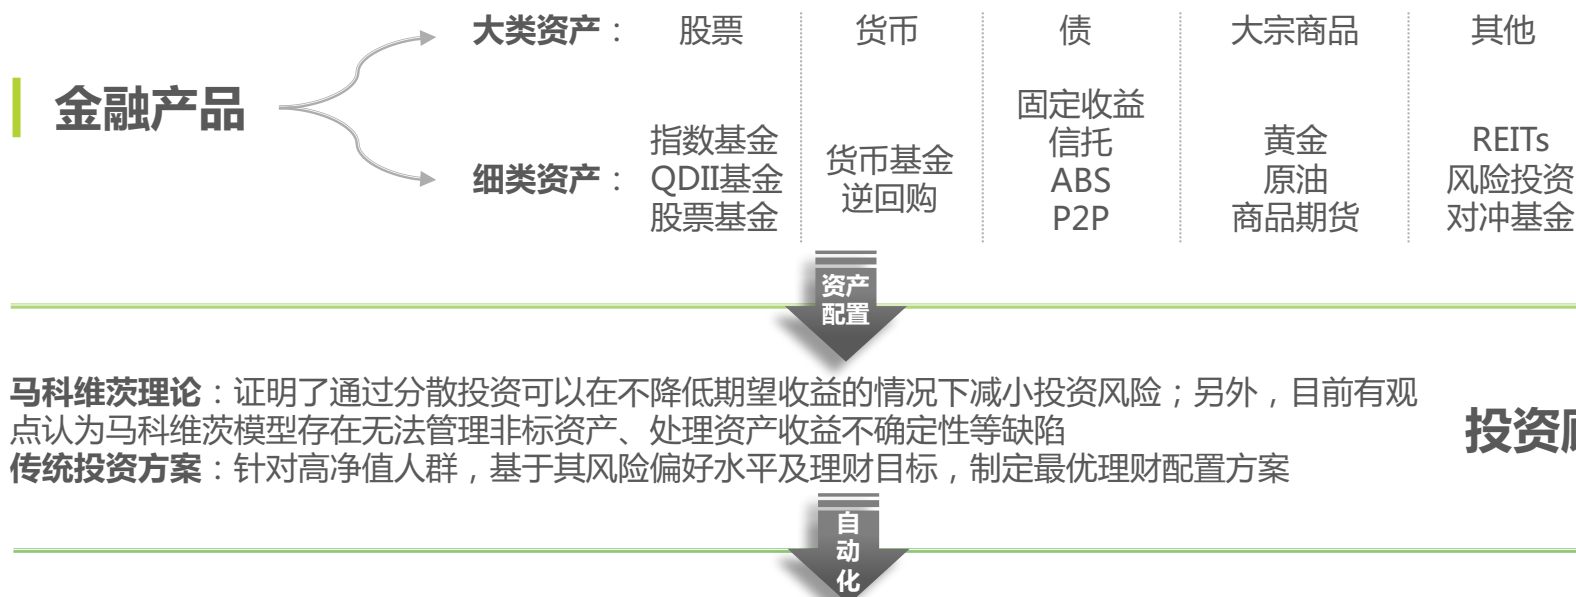 大类资产： 股票 货币 债 大宗商品 其他
金融产品
细类资产：
指数基金
QDII基金
股票基金
货币基金
逆回购
固定收益
信托
ABS
P2P
黄金
原油
商品期货
REITs
风险投资
对冲基金
资产
配置
马科维茨理论：证明了通过分散投资可以在不降低期望收益的情况下减小投资风险；另外，目前有观
点认为马科维茨模型存在无法管理非标资产、处理资产收益不确定性等缺陷
传统投资方案：针对高净值人群，基于其风险偏好水平及理财目标，制定最优理财配置方案
投资
自
动
化